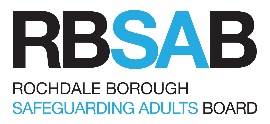 RBSAB
ROCHDALE BOROUGH
SAFEGUARDING ADULTS BOARD